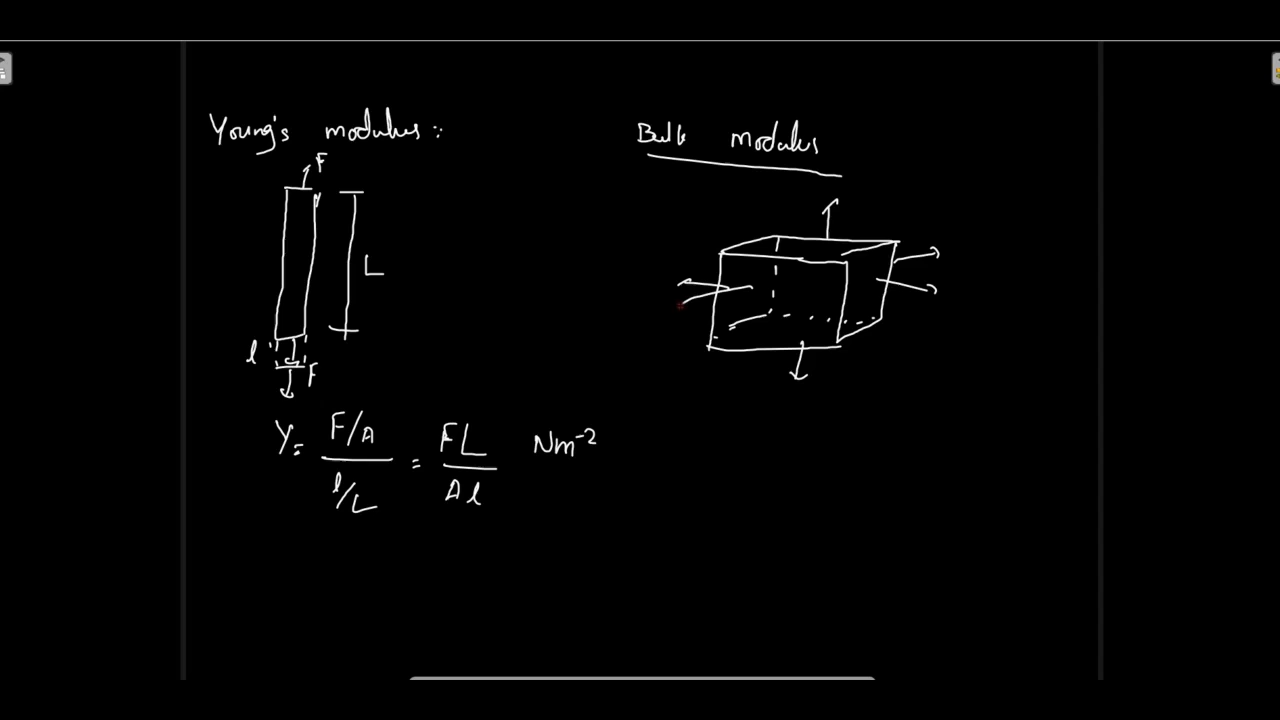 Young's modulus :
F
L
l
F
Y = F/A / l/L = FL / Al Nm⁻²
Bulk modulus